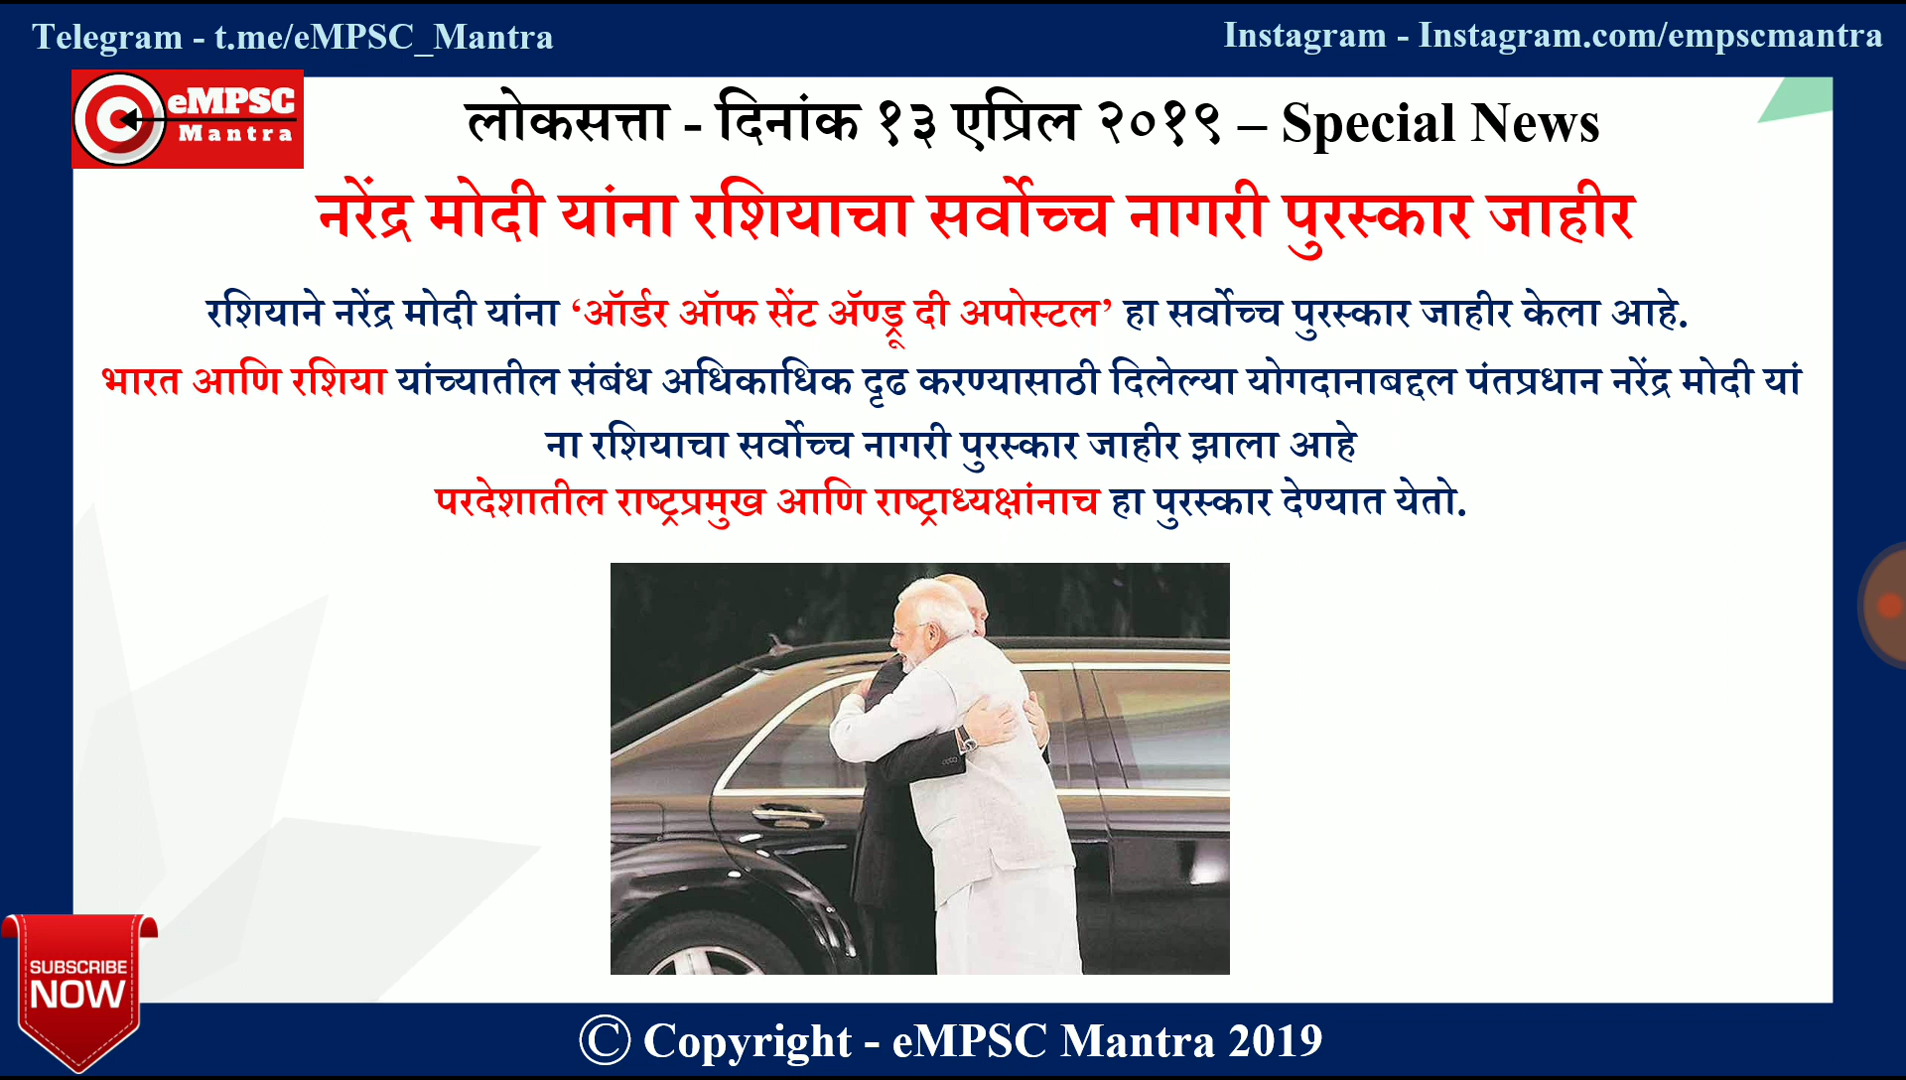 Telegram - t.me/eMPSC_Mantra
Instagram - Instagram.com/empscmantra
eMPSC
Mantra
लोकसत्ता - दिनांक १३ एप्रिल २०१९ – Special News
नरेंद्र मोदी यांना रशियाचा सर्वोच्च नागरी पुरस्कार जाहीर
रशियाने नरेंद्र मोदी यांना ‘ऑर्डर ऑफ सेंट ॲण्ड्रू दी अपोस्टल’ हा सर्वोच्च पुरस्कार जाहीर केला आहे.
भारत आणि रशिया यांच्यातील संबंध अधिकाधिक दृढ करण्यासाठी दिलेल्या योगदानाबद्दल पंतप्रधान नरेंद्र मोदी यां
ना रशियाचा सर्वोच्च नागरी पुरस्कार जाहीर झाला आहे
परदेशातील राष्ट्रप्रमुख आणि राष्ट्राध्यक्षांनाच हा पुरस्कार देण्यात येतो.
SUBSCRIBE
NOW
© Copyright - eMPSC Mantra 2019